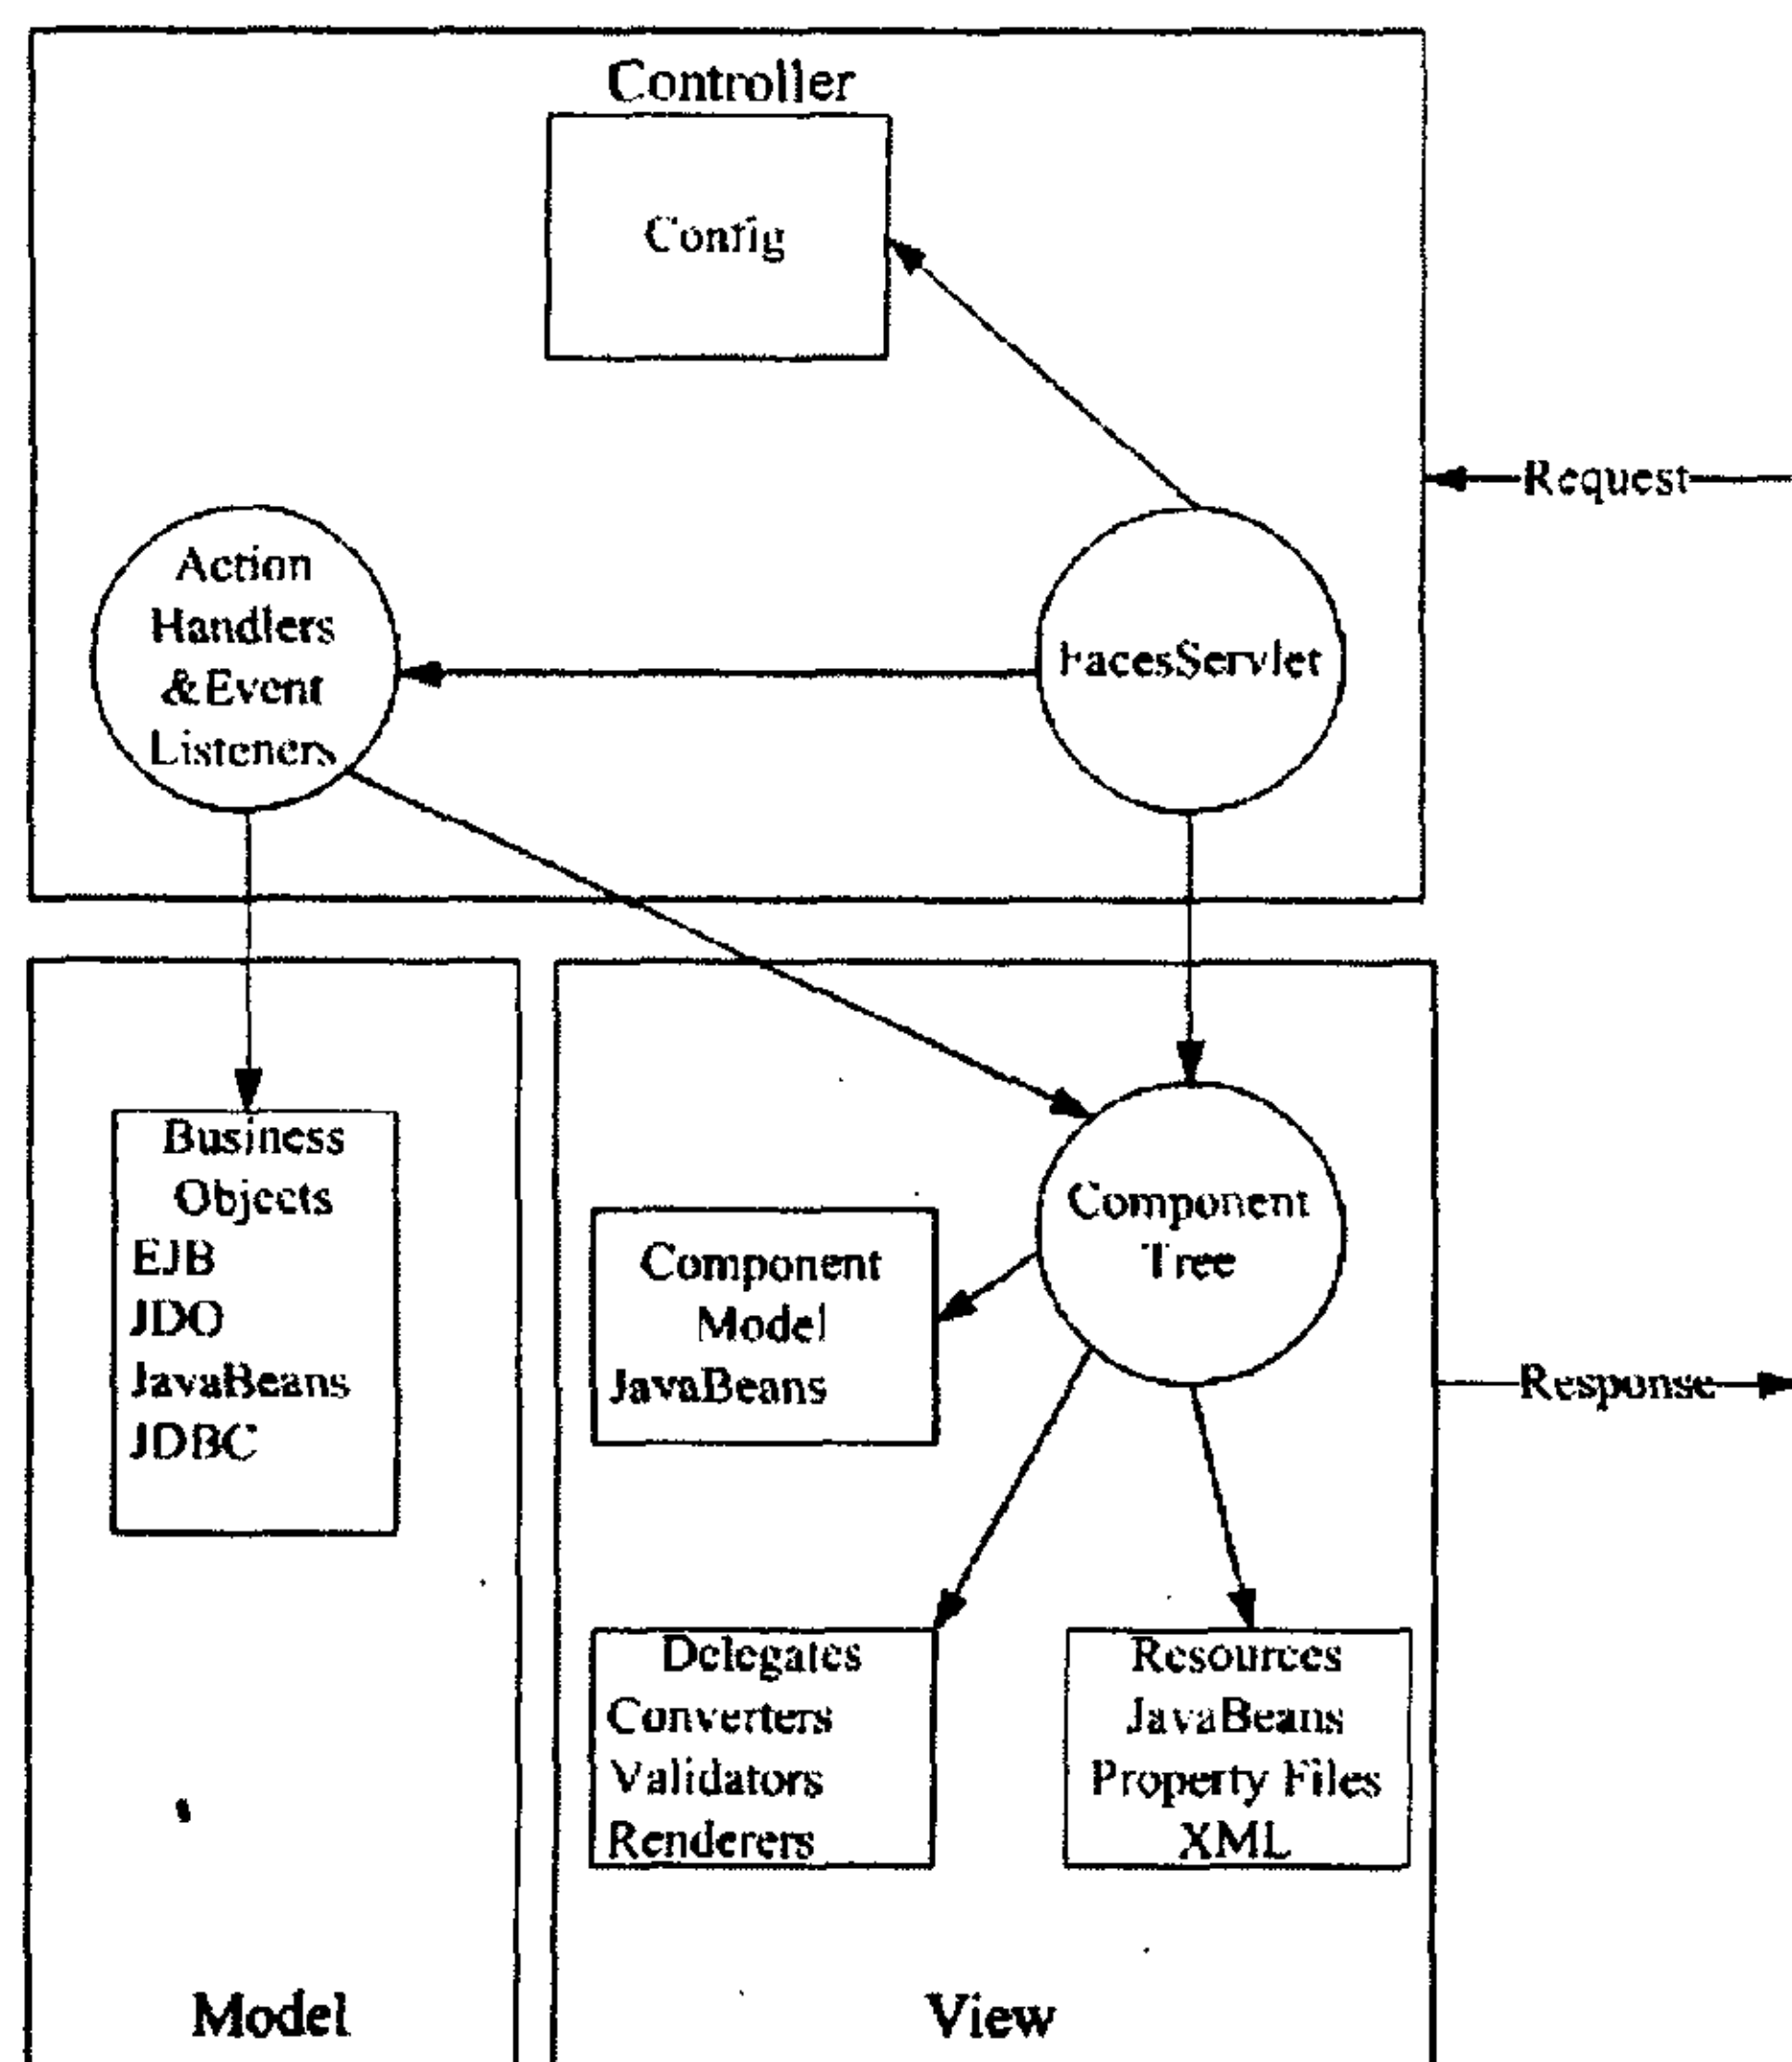 Controller
Config
Request
Action
Handlers
&Event
Listeners
FacesServlet
Business
Objects
EJB
JDO
JavaBeans
JDBC
Component
Tree
Component
Model
JavaBeans
Response
Delegates
Converters
Validators
Renderers
Resources
JavaBeans
Property Files
XML
Model
View